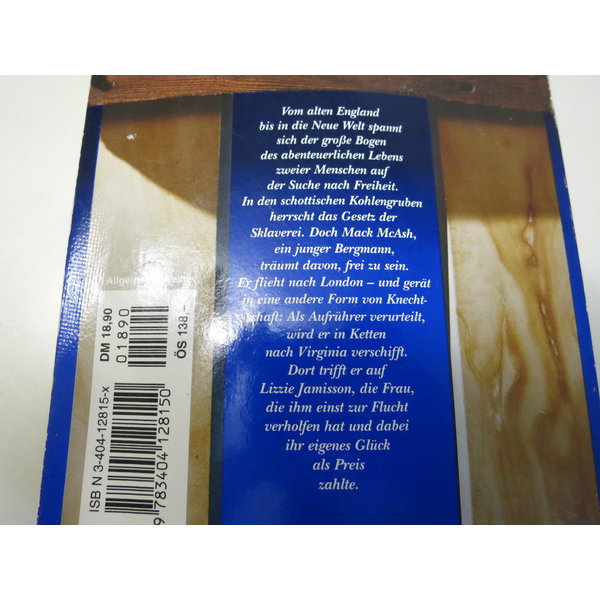 Vom alten England
bis in die Neue Welt spannt
sich der große Bogen
des abenteuerlichen Lebens
zweier Menschen auf
der Suche nach Freiheit.
In den schottischen Kohlengruben
herrscht das Gesetz der
Sklaverei. Doch Mack McAsh,
ein junger Bergmann,
träumt davon, frei zu sein.
Er flieht nach London – und gerät
in eine andere Form von Knecht-
schaft: Als Aufrührer verurteilt,
wird er in Ketten
nach Virginia verschifft.
Dort trifft er auf
Lizzie Jamisson, die Frau,
die ihm einst zur Flucht
verholfen hat und dabei
ihr eigenes Glück
als Preis
zahlte.
DM 18,90
01890
ÖS 138,-
ISBN 3-404-12815-x
9783404128150